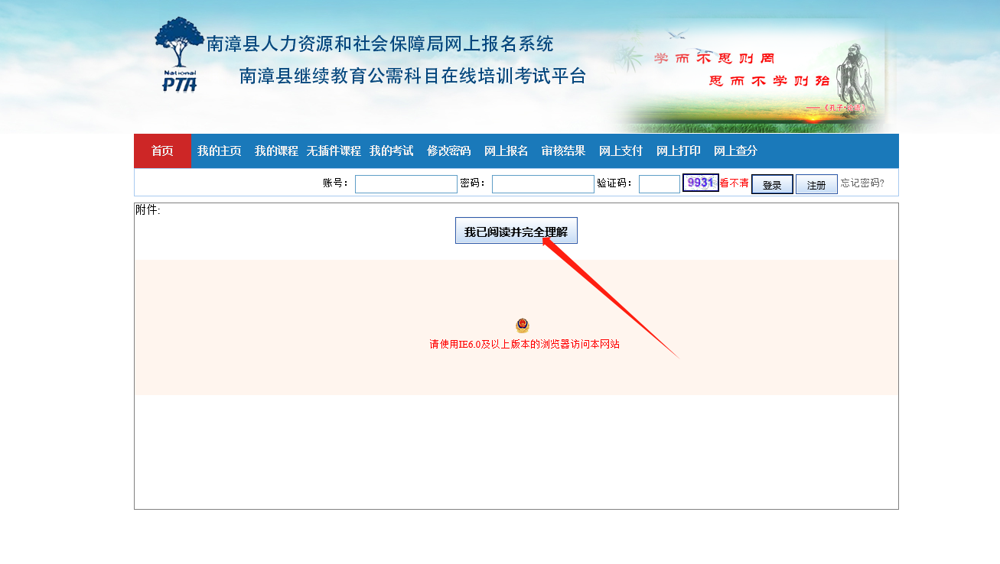 南漳县人力资源和社会保障局网上报名系统
南漳县继续教育公需科目在线培训考试平台
National
PTA
学而不思则罔
思而不学则殆
——《孔子·论语》
首页 我的主页 我的课程 无插件课程 我的考试 修改密码 网上报名 审核结果 网上支付 网上打印 网上查分
账号： 密码： 验证码： 9931 看不清 登录 注册 忘记密码?
附件:
我已阅读并完全理解
请使用IE6.0及以上版本的浏览器访问本网站